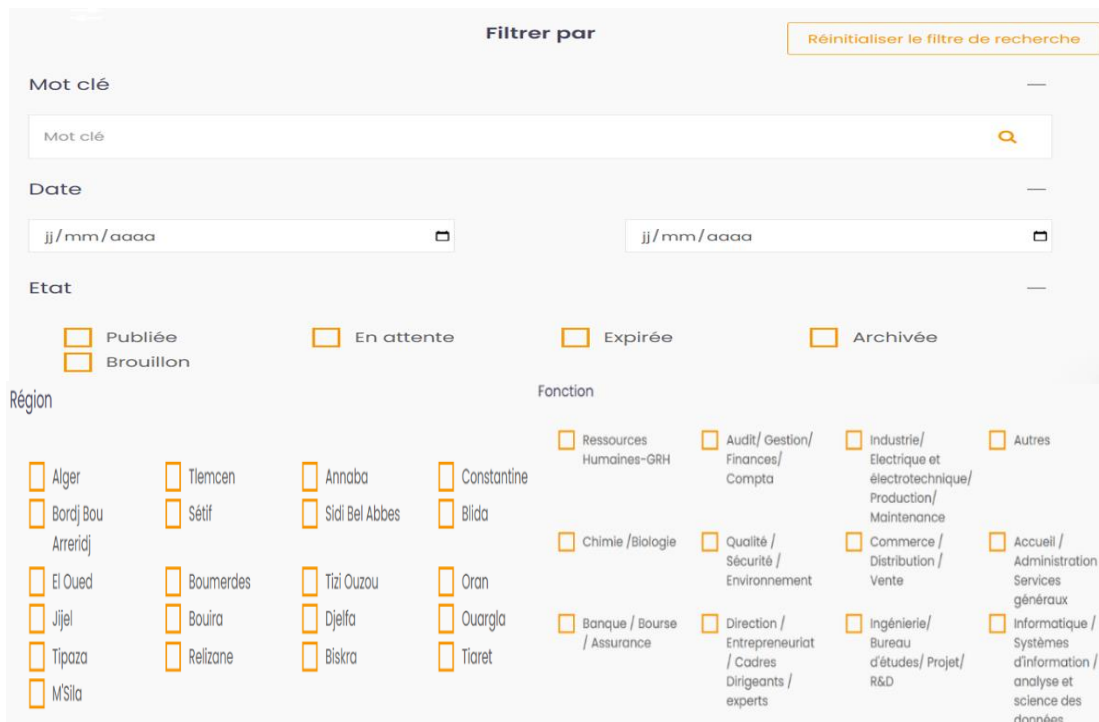 Filtrer par
Réinitialiser le filtre de recherche
Mot clé
Mot clé
Date
jj/mm/aaaa
jj/mm/aaaa
Etat
Publiée
En attente
Expirée
Archivée
Brouillon
Région
Alger
Tlemcen
Annaba
Constantine
Bordj Bou
Arreridj
Sétif
Sidi Bel Abbes
Blida
El Oued
Boumerdes
Tizi Ouzou
Oran
Jijel
Bouira
Djelfa
Ouargla
Tipaza
Relizane
Biskra
Tiaret
M'Sila
Fonction
Ressources
Humaines-GRH
Audit/ Gestion/
Finances/
Compta
Industrie/
Electrique et
électrotechnique/
Production/
Maintenance
Autres
Chimie /Biologie
Qualité /
Sécurité /
Environnement
Commerce /
Distribution /
Vente
Accueil /
Administration
Services
généraux
Banque / Bourse
/ Assurance
Direction /
Entrepreneuriat
/ Cadres
Dirigeants /
experts
Ingénierie/
Bureau
d'études/ Projet/
R&D
Informatique /
Systèmes
d'information /
analyse et
science des
données